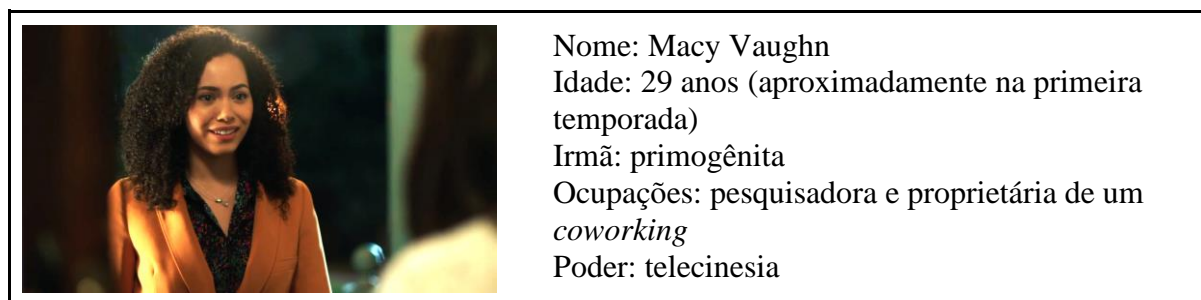 Nome: Macy Vaughn
Idade: 29 anos (aproximadamente na primeira
temporada)
Irmã: primogênita
Ocupações: pesquisadora e proprietária de um
coworking
Poder: telecinesia